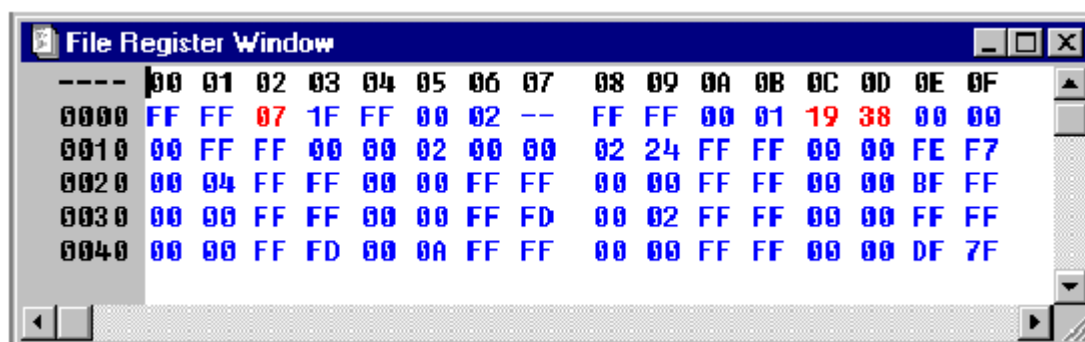 File Register Window
---- 00 01 02 03 04 05 06 07 08 09 0A 0B 0C 0D 0E 0F
0000 FF FF 07 1F FF 00 02 -- FF FF 00 01 19 38 00 00
0010 00 FF FF 00 00 02 00 00 02 24 FF FF 00 00 FE F7
0020 00 04 FF FF 00 00 FF FF 00 00 FF FF 00 00 BF FF
0030 00 00 FF FF 00 00 FF FD 00 02 FF FF 00 00 FF FF
0040 00 00 FF FD 00 0A FF FF 00 00 FF FF 00 00 DF 7F